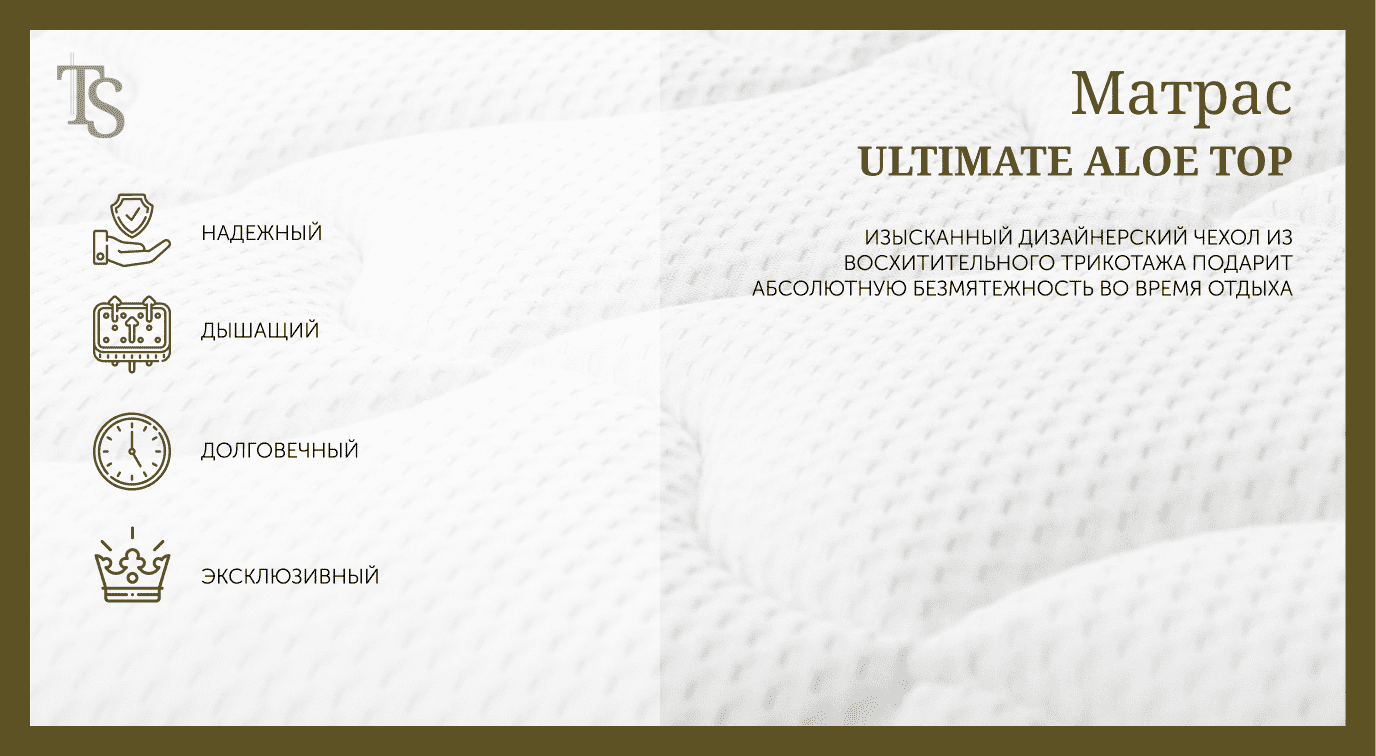 TS
Матрас
ULTIMATE ALOE TOP
ИЗЫСКАННЫЙ ДИЗАЙНЕРСКИЙ ЧЕХОЛ ИЗ
ВОСХИТИТЕЛЬНОГО ТРИКОТАЖА ПОДАРИТ
АБСОЛЮТНУЮ БЕЗМЯТЕЖНОСТЬ ВО ВРЕМЯ ОТДЫХА
НАДЕЖНЫЙ
ДЫШАЩИЙ
ДОЛГОВЕЧНЫЙ
ЭКСКЛЮЗИВНЫЙ